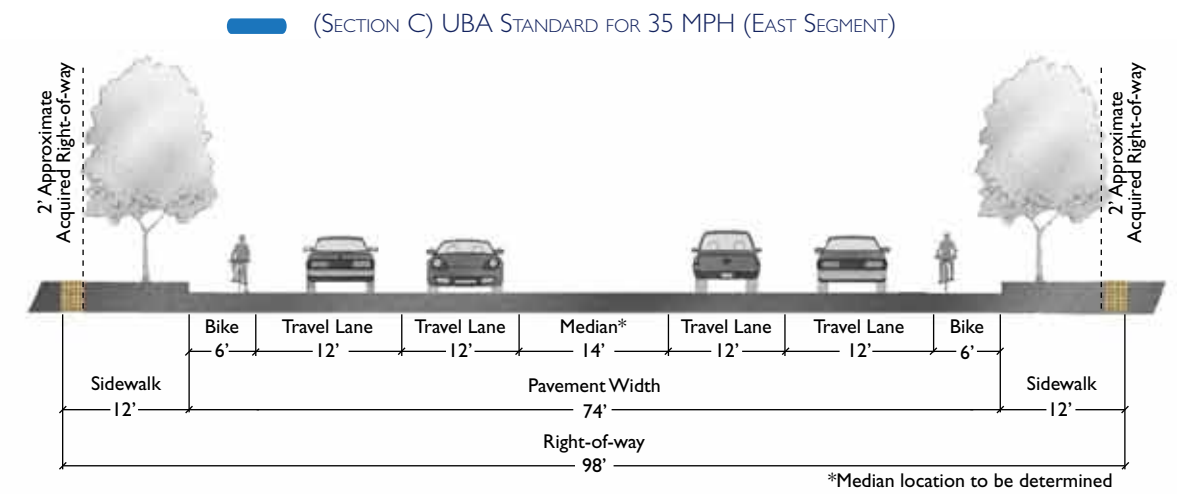 (Section C) UBA Standard for 35 MPH (East Segment)
2' Approximate
Acquired Right-of-way
2' Approximate
Acquired Right-of-way
Bike Travel Lane Travel Lane Median* Travel Lane Travel Lane Bike
6' 12' 12' 14' 12' 12' 6'
Sidewalk Pavement Width Sidewalk
12' 74' 12'
Right-of-way
98'
*Median location to be determined